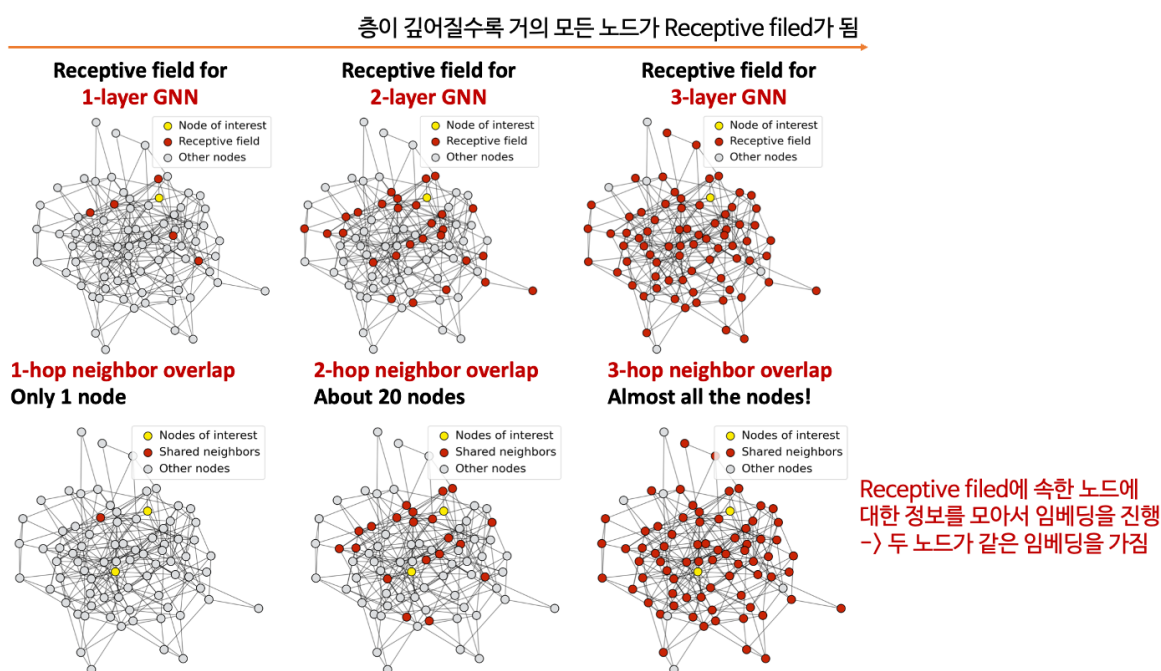 층이 깊어질수록 거의 모든 노드가 Receptive filed가 됨
Receptive field for
1-layer GNN
Node of interest
Receptive field
Other nodes
Receptive field for
2-layer GNN
Node of interest
Receptive field
Other nodes
Receptive field for
3-layer GNN
Node of interest
Receptive field
Other nodes
1-hop neighbor overlap
Only 1 node
Nodes of interest
Shared neighbors
Other nodes
2-hop neighbor overlap
About 20 nodes
Nodes of interest
Shared neighbors
Other nodes
3-hop neighbor overlap
Almost all the nodes!
Nodes of interest
Shared neighbors
Other nodes
Receptive filed에 속한 노드에
대한 정보를 모아서 임베딩을 진행
-> 두 노드가 같은 임베딩을 가짐